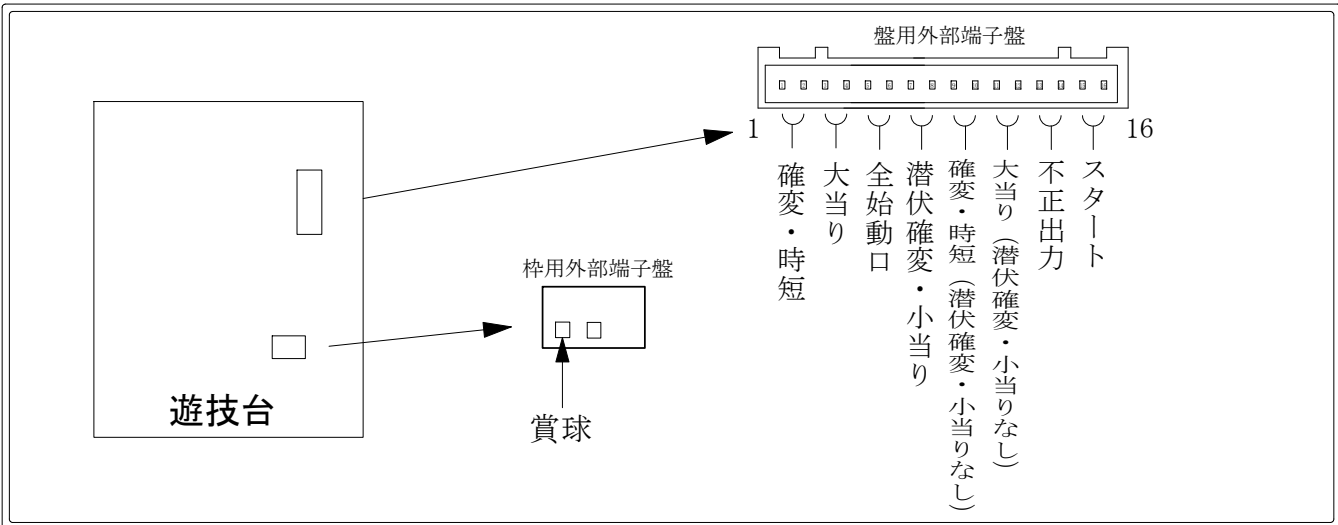 盤用外部端子盤
1
16
確変・時短
大当り
全始動口
潜伏確変・小当り
確変・時短（潜伏確変・小当りなし）
大当り（潜伏確変・小当りなし）
不正出力
スタート
枠用外部端子盤
賞球
遊技台